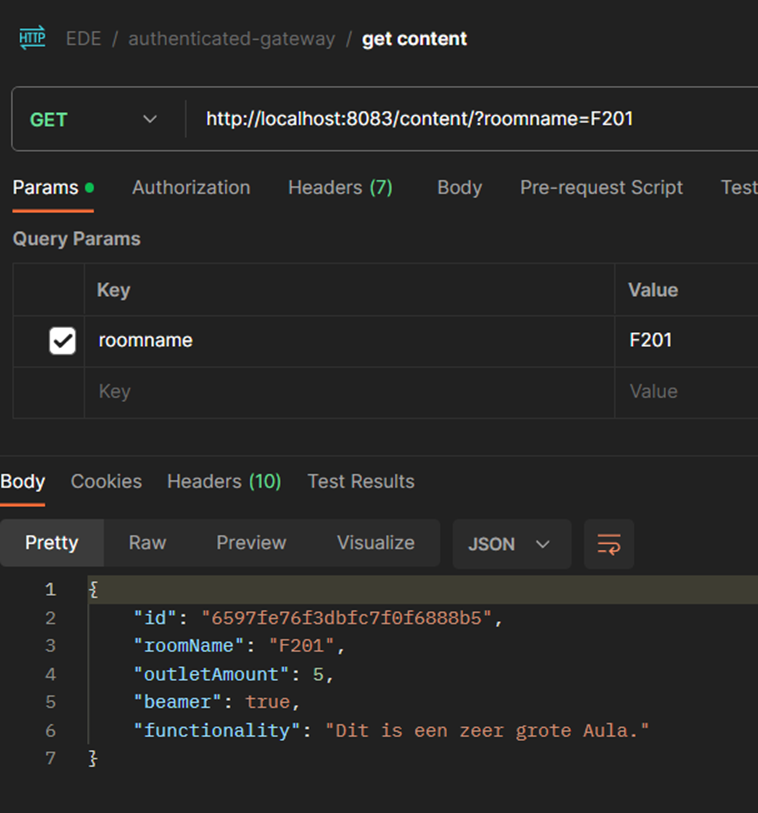 HTTP EDE / authenticated-gateway / get content
GET http://localhost:8083/content/?roomname=F201
Params Authorization Headers (7) Body Pre-request Script Test
Query Params
Key Value
roomname F201
Key Value
Body Cookies Headers (10) Test Results
Pretty Raw Preview Visualize JSON
1 {
2 "id": "6597fe76f3dbfc7f0f6888b5",
3 "roomName": "F201",
4 "outletAmount": 5,
5 "beamer": true,
6 "functionality": "Dit is een zeer grote Aula."
7 }